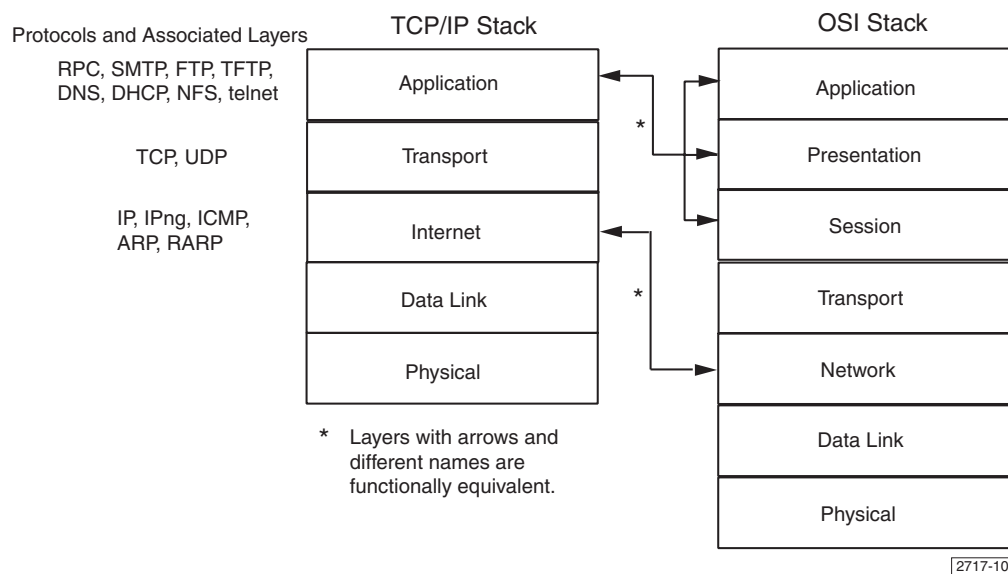 Protocols and Associated Layers
TCP/IP Stack
OSI Stack
RPC, SMTP, FTP, TFTP,
DNS, DHCP, NFS, telnet
Application
Application
*
TCP, UDP
Transport
Presentation
IP, IPng, ICMP,
ARP, RARP
Internet
Session
Data Link
*
Transport
Physical
Network
* Layers with arrows and
different names are
functionally equivalent.
Data Link
Physical
2717-10